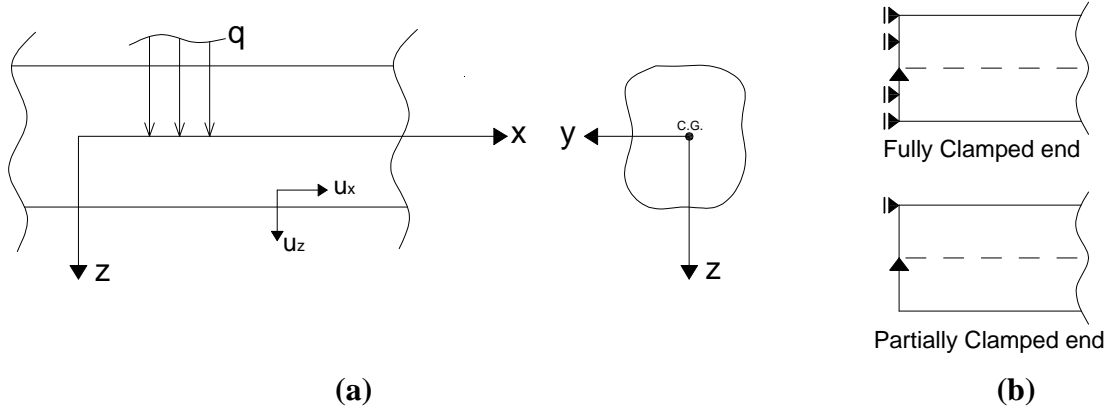 q
x
y
C.G.
ux
uz
z
z
Fully Clamped end
Partially Clamped end
(a)
(b)